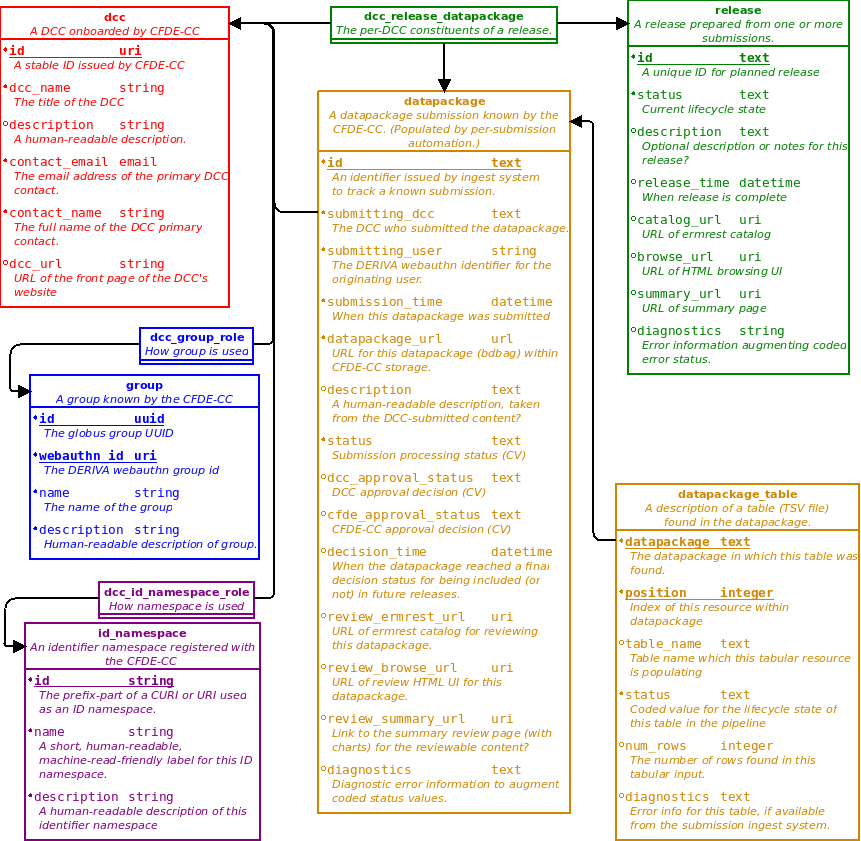 dcc
A DCC onboarded by CFDE-CC
id uri
A stable ID issued by CFDE-CC
dcc_name string
The title of the DCC
description string
A human-readable description.
contact_email email
The email address of the primary DCC
contact.
contact_name string
The full name of the DCC primary
contact.
dcc_url string
URL of the front page of the DCC's
website
dcc_release_datapackage
The per-DCC constituents of a release.
release
A release prepared from one or more
submissions.
id text
A unique ID for planned release
status text
Current lifecycle state
description text
Optional description or notes for this
release?
release_time datetime
When release is complete
catalog_url uri
URL of ermrest catalog
browse_url uri
URL of HTML browsing UI
summary_url uri
URL of summary page
diagnostics string
Error information augmenting coded
error status.
datapackage
A datapackage submission known by the
CFDE-CC. (Populated by per-submission
automation.)
id text
An identifier issued by ingest system
to track a known submission.
submitting_dcc text
The DCC who submitted the datapackage.
submitting_user string
The DERIVA webauthn identifier for the
originating user.
submission_time datetime
When this datapackage was submitted
datapackage_url url
URL for this datapackage (bdbag) within
CFDE-CC storage.
description text
A human-readable description, taken
from the DCC-submitted content?
status text
Submission processing status (CV)
dcc_approval_status text
DCC approval decision (CV)
cfde_approval_status text
CFDE-CC approval decision (CV)
decision_time datetime
When the datapackage reached a final
decision status for being included (or
not) in future releases.
review_ermrest_url uri
URL of ermrest catalog for reviewing
this datapackage.
review_browse_url uri
URL of review HTML UI for this
datapackage.
review_summary_url uri
Link to the summary review page (with
charts) for the reviewable content?
diagnostics text
Diagnostic error information to augment
coded status values.
dcc_group_role
How group is used
group
A group known by the CFDE-CC
id uuid
The globus group UUID
webauthn_id uri
The DERIVA webauthn group id
name string
The name of the group
description string
Human-readable description of group.
dcc_id_namespace_role
How namespace is used
id_namespace
An identifier namespace registered with
the CFDE-CC
id string
The prefix-part of a CURI or URI used
as an ID namespace.
name string
A short, human-readable,
machine-read-friendly label for this ID
namespace.
description string
A human-readable description of this
identifier namespace
datapackage_table
A description of a table (TSV file)
found in the datapackage.
datapackage text
The datapackage in which this table was
found.
position integer
Index of this resource within
datapackage
table_name text
Table name which this tabular resource
is populating
status text
Coded value for the lifecycle state of
this table in the pipeline
num_rows integer
The number of rows found in this
tabular input.
diagnostics text
Error info for this table, if available
from the submission ingest system.